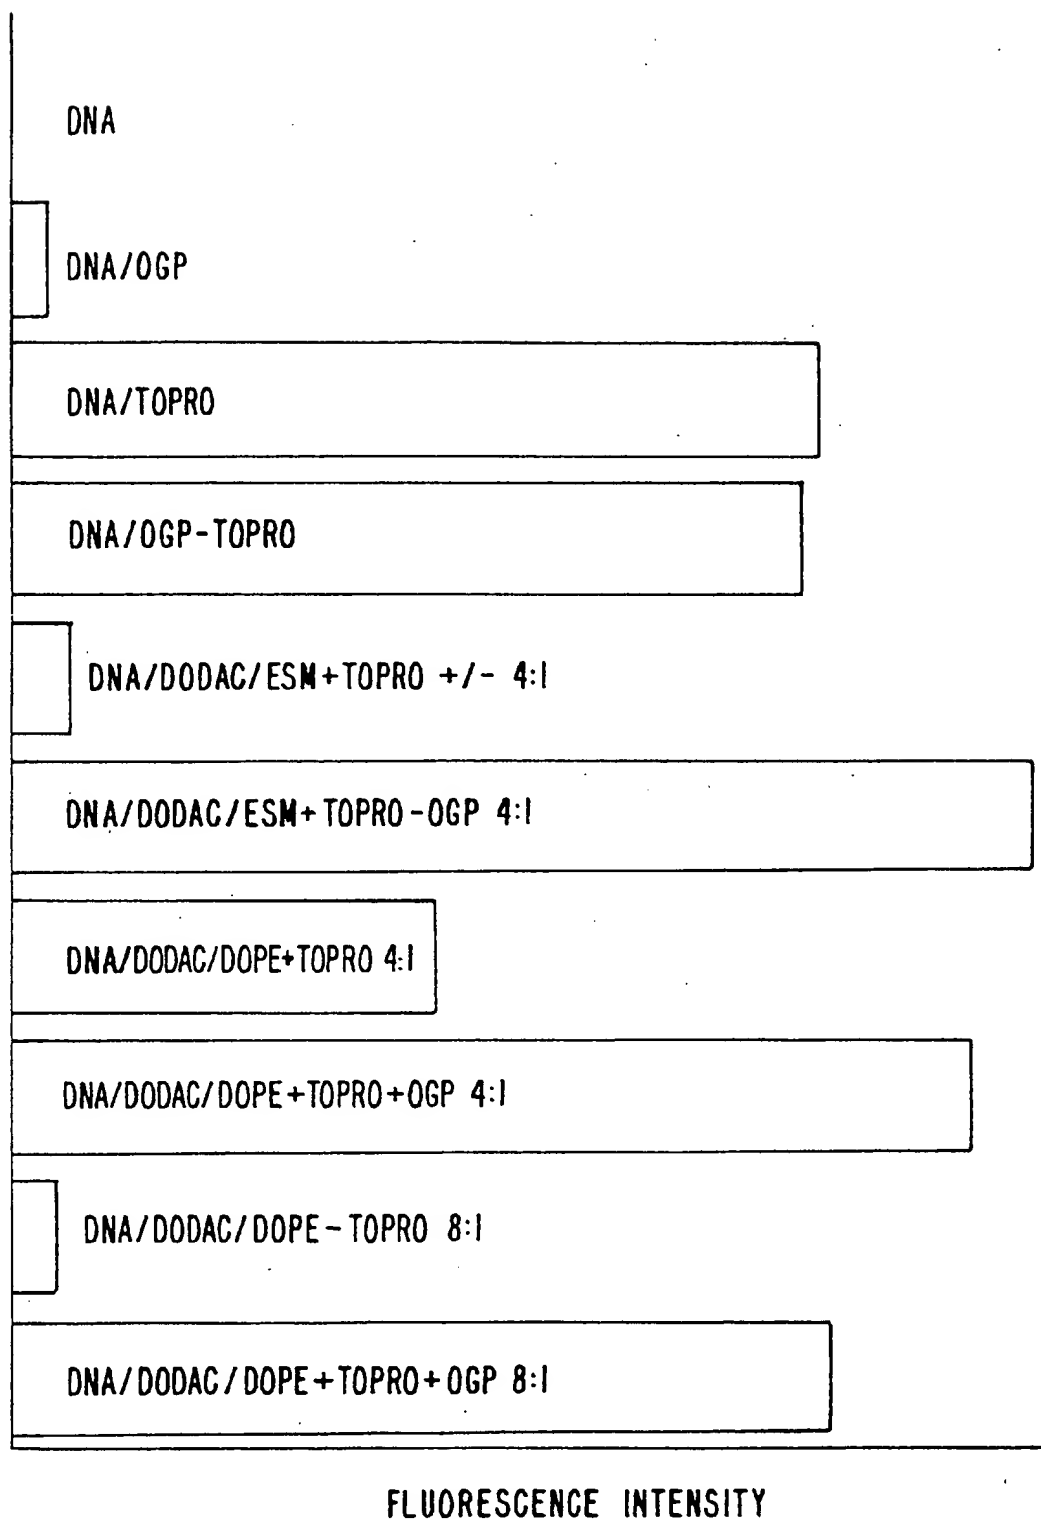 DNA
DNA/OGP
DNA/TOPRO
DNA/OGP-TOPRO
DNA/DODAC/ESM+TOPRO +/- 4:1
DNA/DODAC/ESM+TOPRO-OGP 4:1
DNA/DODAC/DOPE+TOPRO 4:1
DNA/DODAC/DOPE+TOPRO+OGP 4:1
DNA/DODAC/DOPE-TOPRO 8:1
DNA/DODAC/DOPE+TOPRO+OGP 8:1
FLUORESCENCE INTENSITY